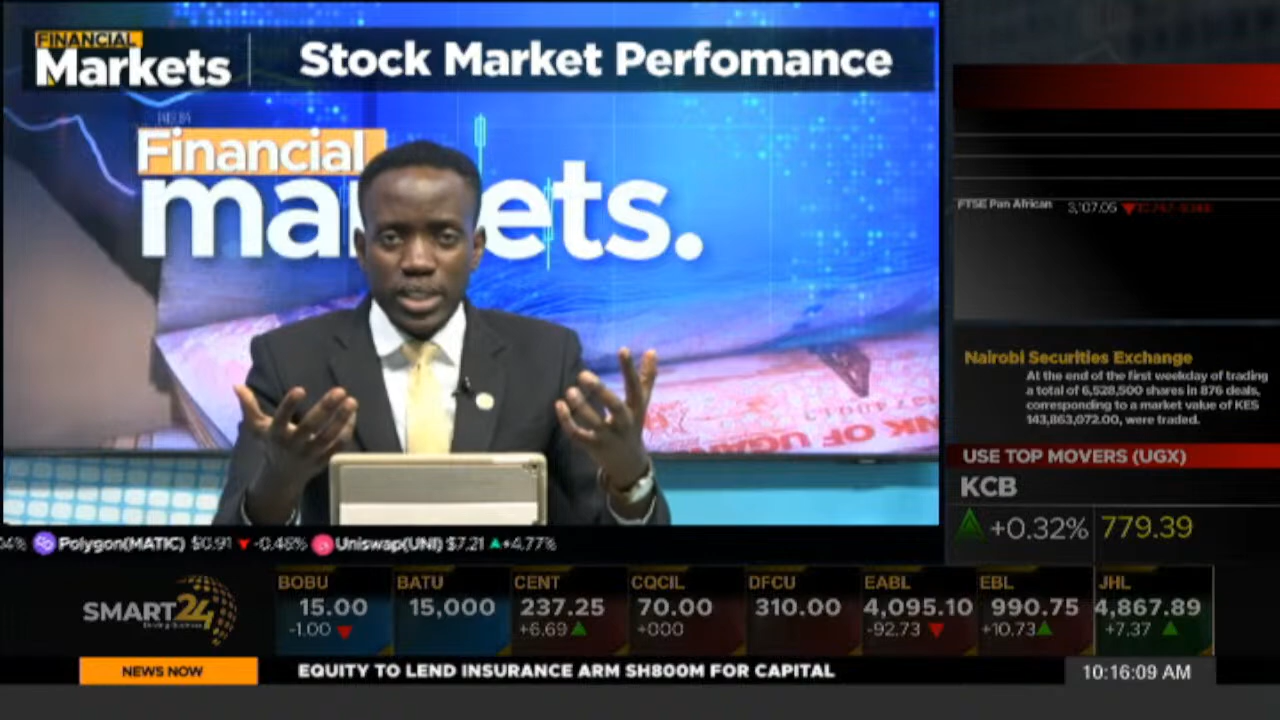 FINANCIAL
Markets
Stock Market Perfomance
Financial
ma ets.
NK OF UGA
FTSE Pan African 3,107.05
Nairobi Securities Exchange
At the end of the first weekday of trading
a total of 6,528,500 shares in 876 deals,
corresponding to a market value of KES
143,863,072.00, were traded.
USE TOP MOVERS (UGX)
KCB
+0.32% 779.39
Polygon(MATIC) $0.91 -0.48% Uniswap(UNI) $7.21 +4.77%
SMART24
BOBU
15.00
-1.00
BATU
15,000
CENT
237.25
+6.69
CQCIL
70.00
+000
DFCU
310.00
EABL
4,095.10
-92.73
EBL
990.75
+10.73
JHL
4,867.89
+7.37
NEWS NOW
EQUITY TO LEND INSURANCE ARM SH800M FOR CAPITAL
10:16:09 AM